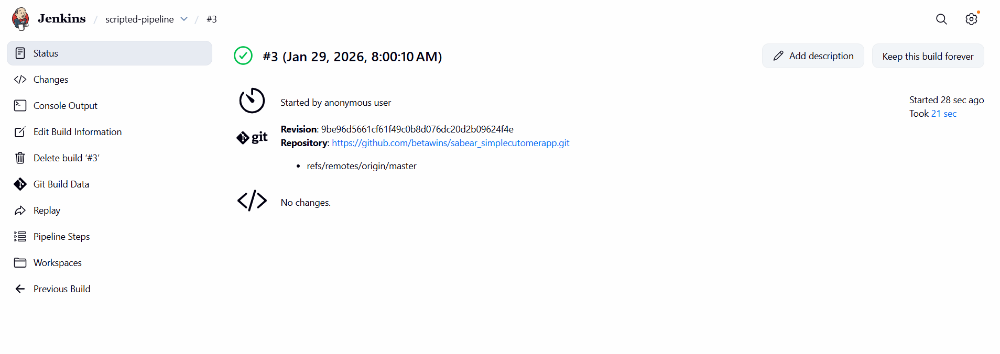 Jenkins / scripted-pipeline / #3
Status
Changes
Console Output
Edit Build Information
Delete build ‘#3’
Git Build Data
Replay
Pipeline Steps
Workspaces
Previous Build
#3 (Jan 29, 2026, 8:00:10 AM)
Add description
Keep this build forever
Started by anonymous user
Started 28 sec ago
Took 21 sec
git
Revision: 9be96d5661cf61f49c0b8d076dc20d2b09624f4e
Repository: https://github.com/betawins/sabear_simplecutomerapp.git
• refs/remotes/origin/master
No changes.